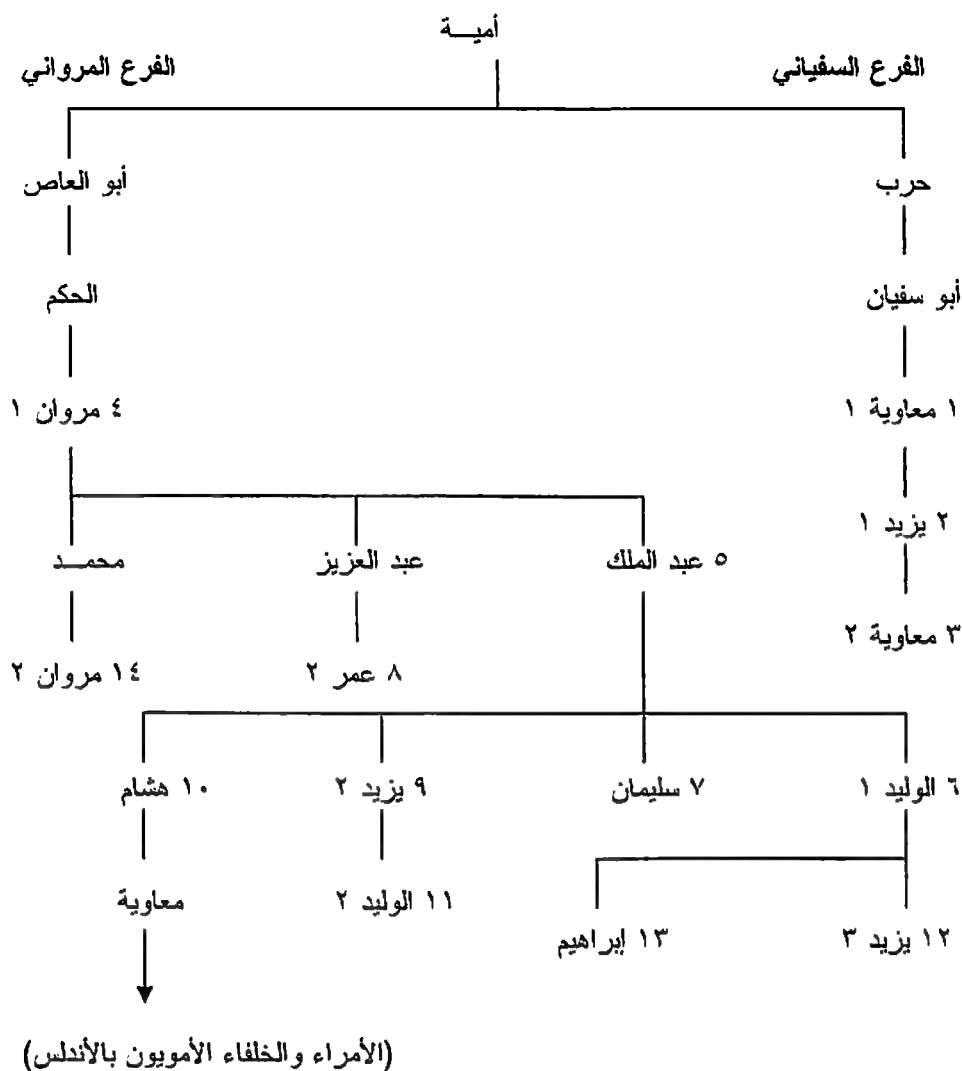 أميـــة
الفرع السفياني الفرع المرواني
حرب أبو العاص
أبو سفيان الحكم
١ معاوية ١ ٤ مروان ١
٢ يزيد ١
٥ عبد الملك عبد العزيز محمـــد
٣ معاوية ٢
٨ عمر ٢ ١٤ مروان ٢
٦ الوليد ١ ٧ سليمان ٩ يزيد ٢ ١٠ هشام
١١ الوليد ٢ معاوية
١٢ يزيد ٣ ١٣ إبراهيم
(الأمراء والخلفاء الأمويون بالأندلس)